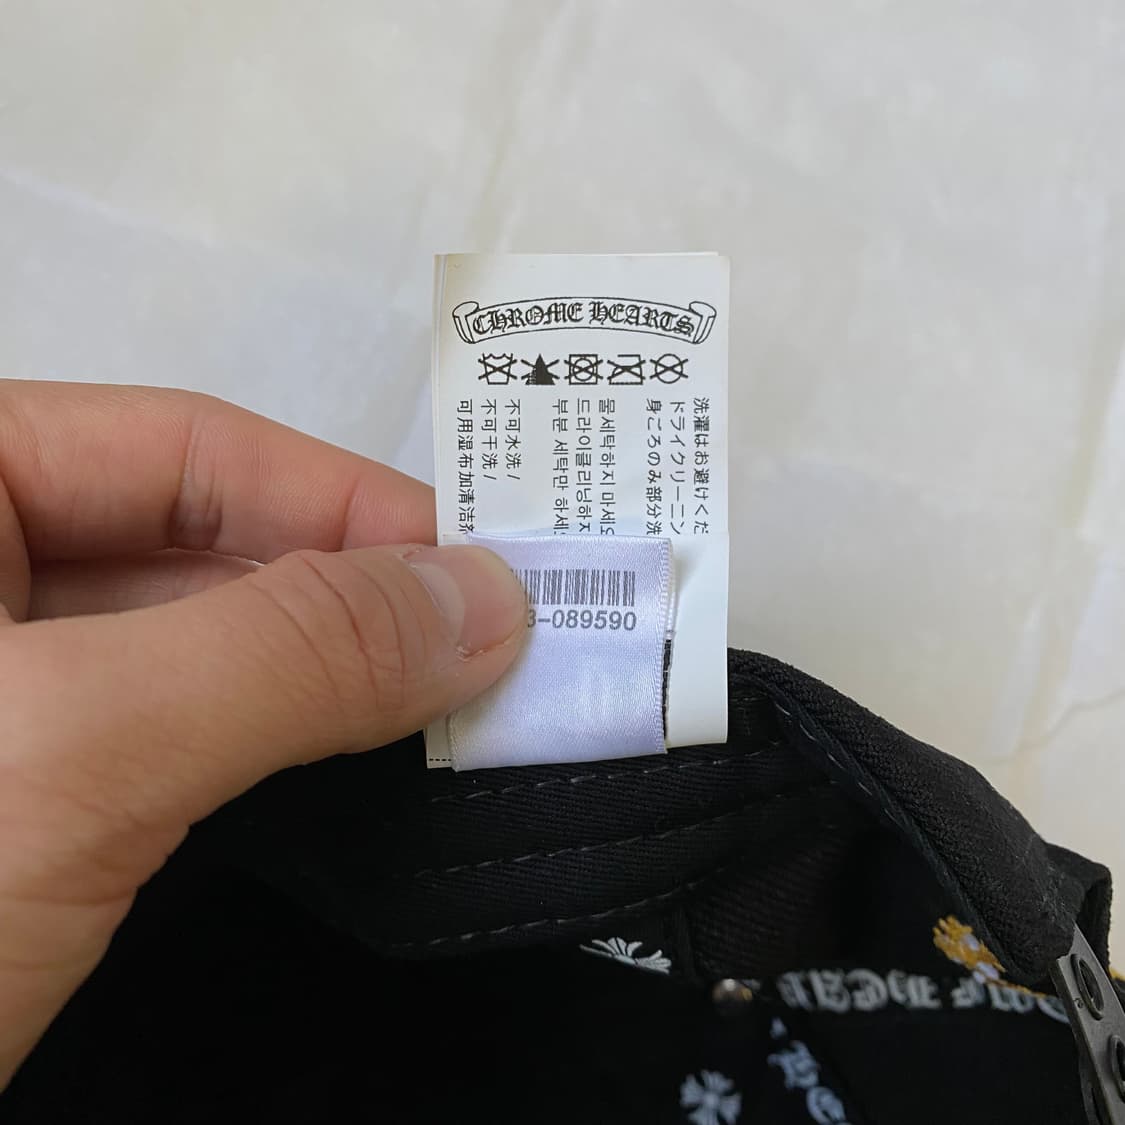 CHROME HEARTS
洗濯はお避けくだ
ドライクリーニン
身ごろのみ部分洗
물세탁하지 마세요
드라이클리닝하지
부분 세탁만 하세요
不可水洗 /
不可干洗 /
可用湿布加清洁剂
3-089590